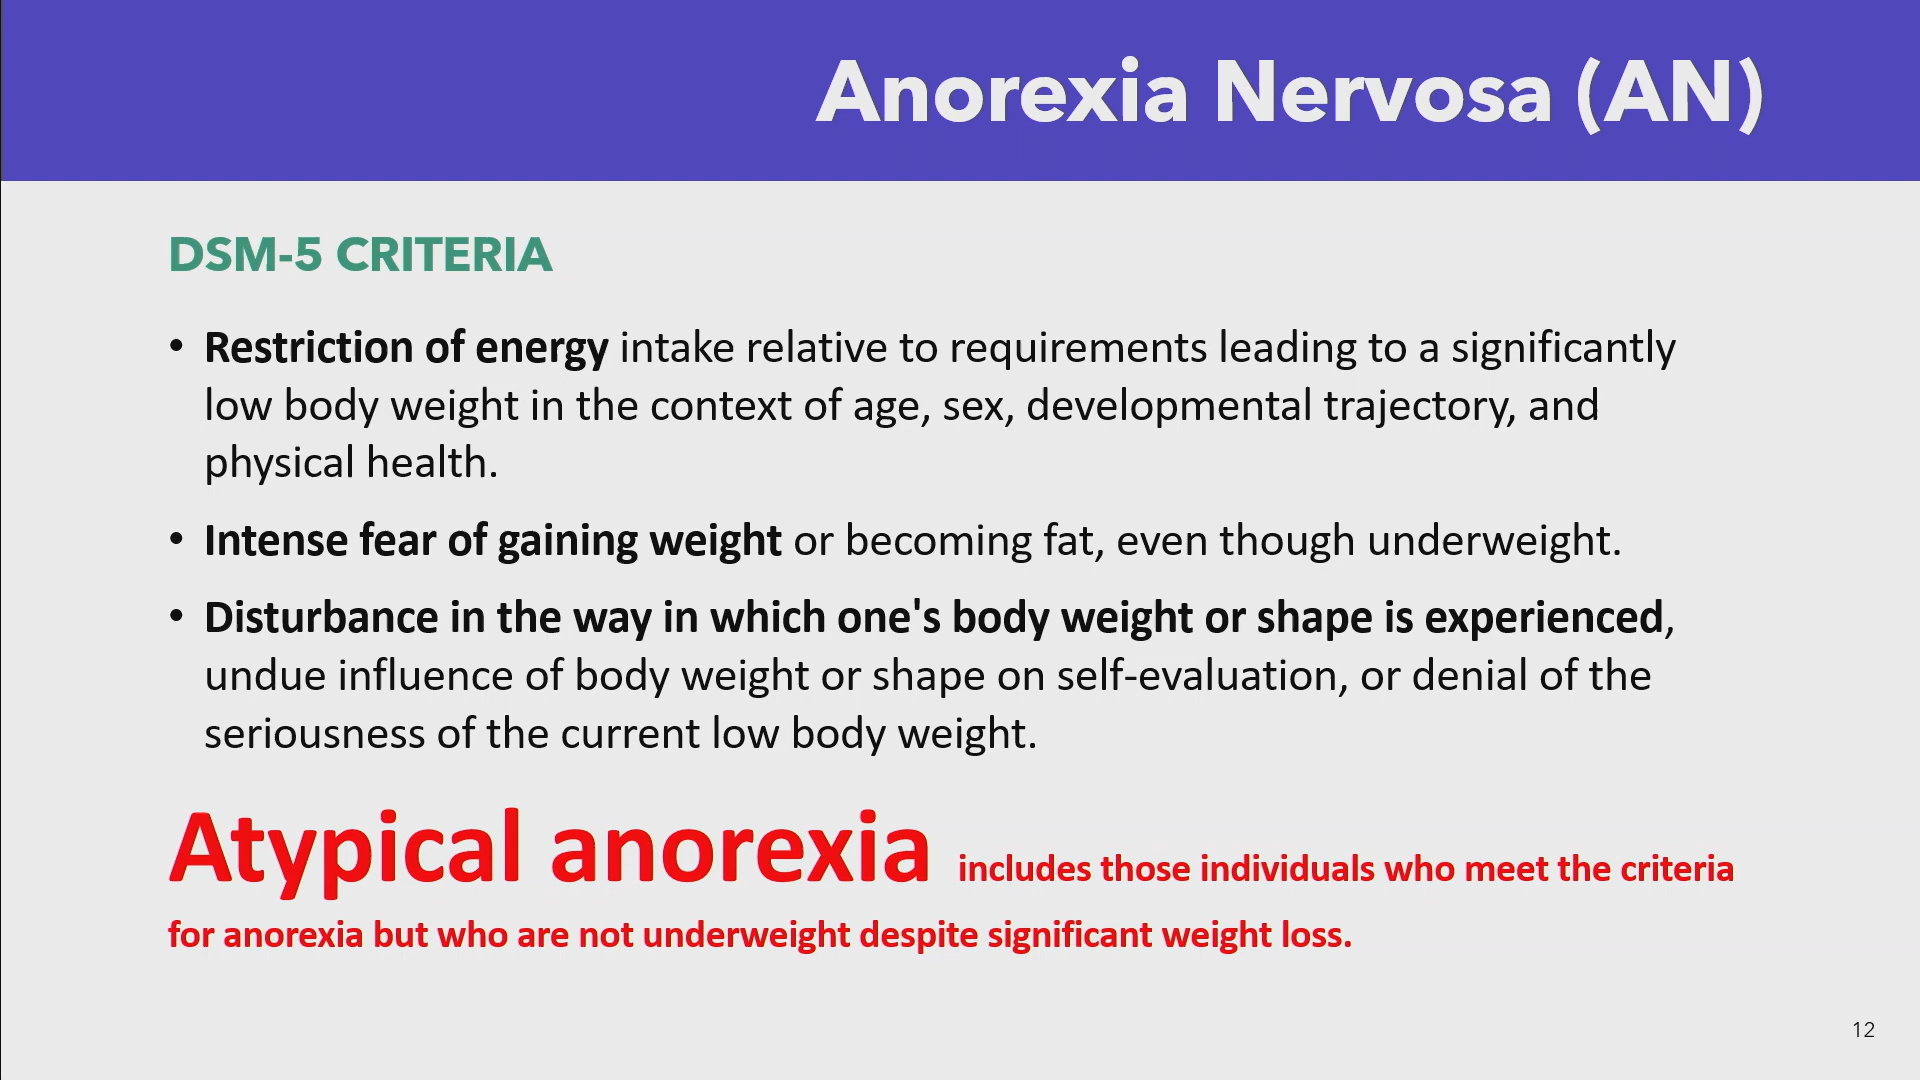 Anorexia Nervosa (AN)
DSM-5 CRITERIA
• Restriction of energy intake relative to requirements leading to a significantly
low body weight in the context of age, sex, developmental trajectory, and
physical health.
• Intense fear of gaining weight or becoming fat, even though underweight.
• Disturbance in the way in which one's body weight or shape is experienced,
undue influence of body weight or shape on self-evaluation, or denial of the
seriousness of the current low body weight.
Atypical anorexia includes those individuals who meet the criteria
for anorexia but who are not underweight despite significant weight loss.
12